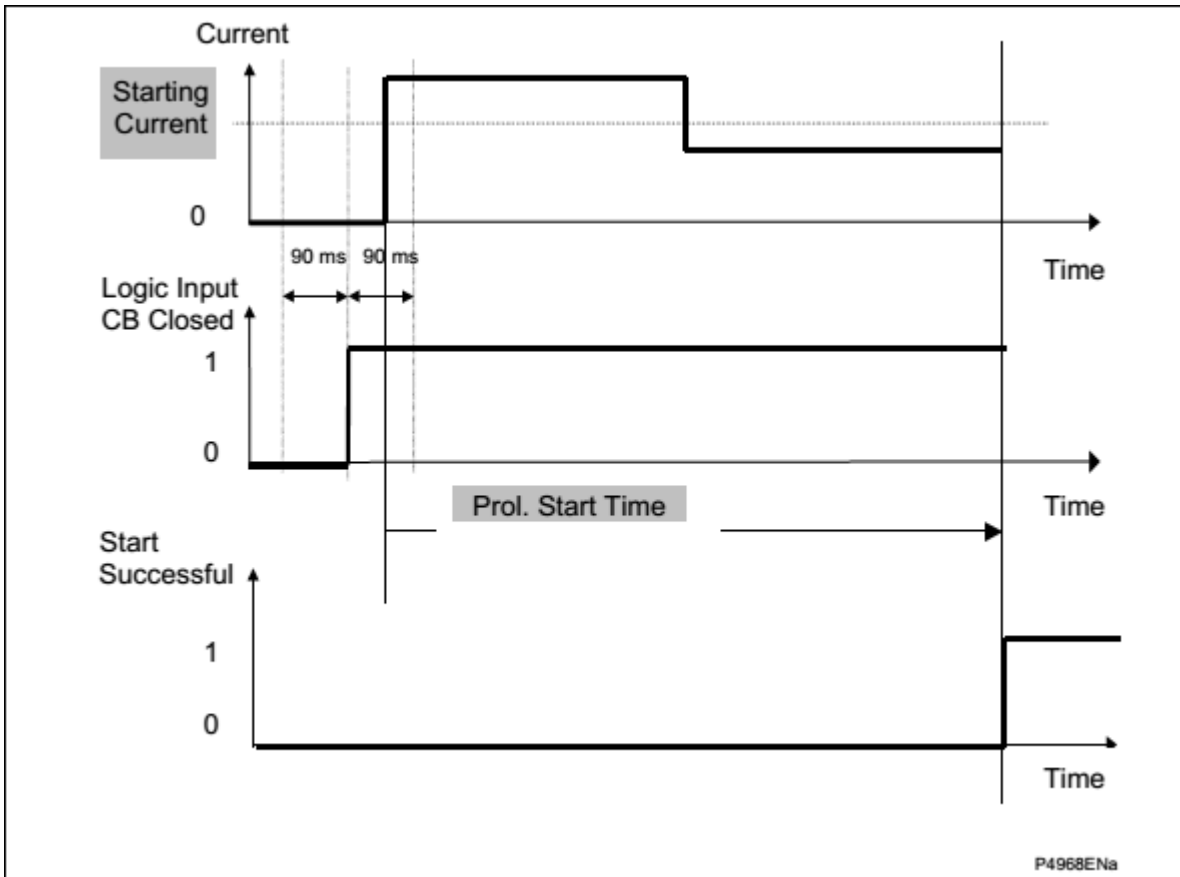 Current
Starting
Current
0
90 ms 90 ms
Time
Logic Input
CB Closed
1
0
Prol. Start Time
Time
Start
Successful
1
0
Time
P4968ENa